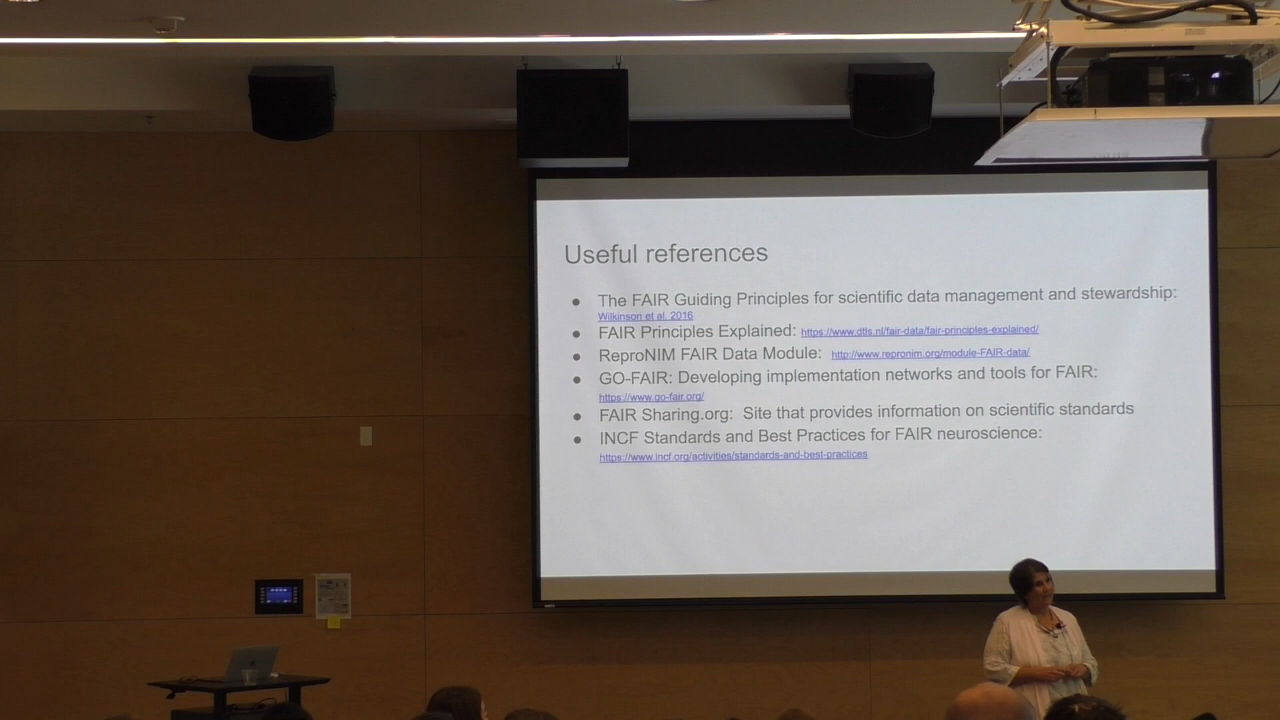 Useful references
● The FAIR Guiding Principles for scientific data management and stewardship:
Wilkinson et al. 2016
● FAIR Principles Explained: https://www.dtls.nl/fair-data/fair-principles-explained/
● ReproNIM FAIR Data Module: http://www.repronim.org/module-FAIR-data/
● GO-FAIR: Developing implementation networks and tools for FAIR:
https://www.go-fair.org/
● FAIR Sharing.org: Site that provides information on scientific standards
● INCF Standards and Best Practices for FAIR neuroscience:
https://www.incf.org/activities/standards-and-best-practices